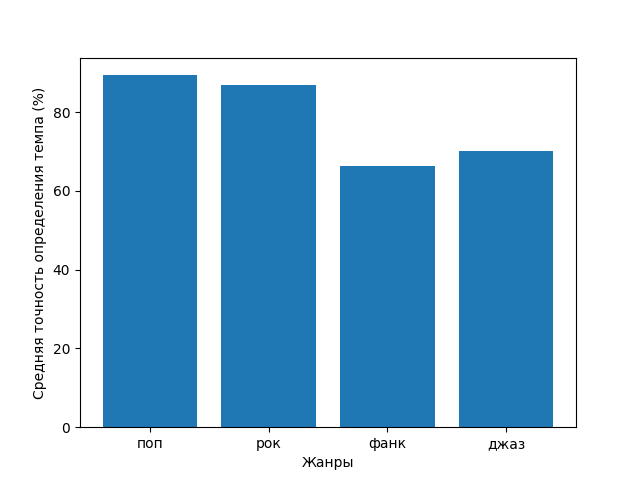 Средняя точность определения темпа (%)
80
60
40
20
0
поп рок фанк джаз
Жанры